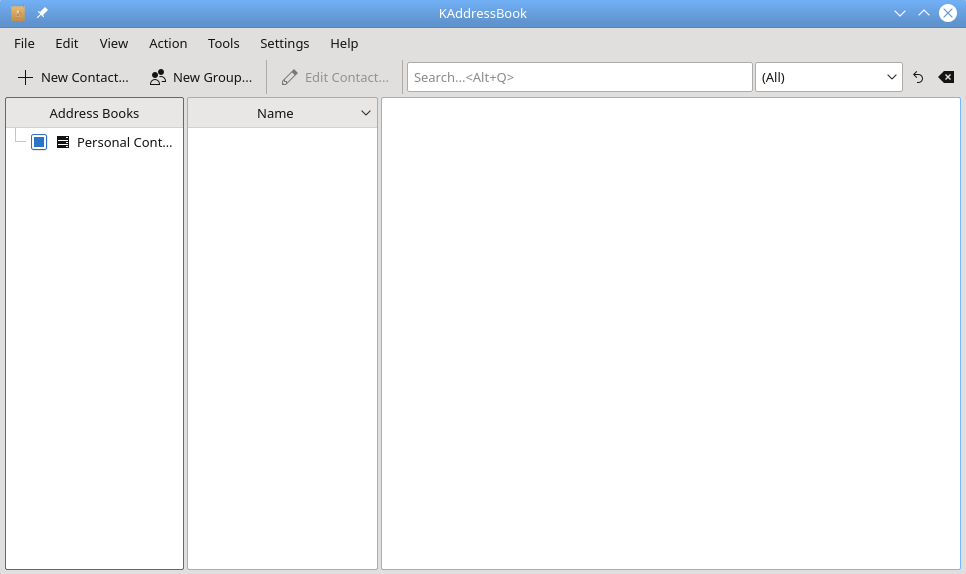 KAddressBook
File Edit View Action Tools Settings Help
New Contact... New Group... Edit Contact... Search...<Alt+Q> (All)
Address Books Name
Personal Cont...